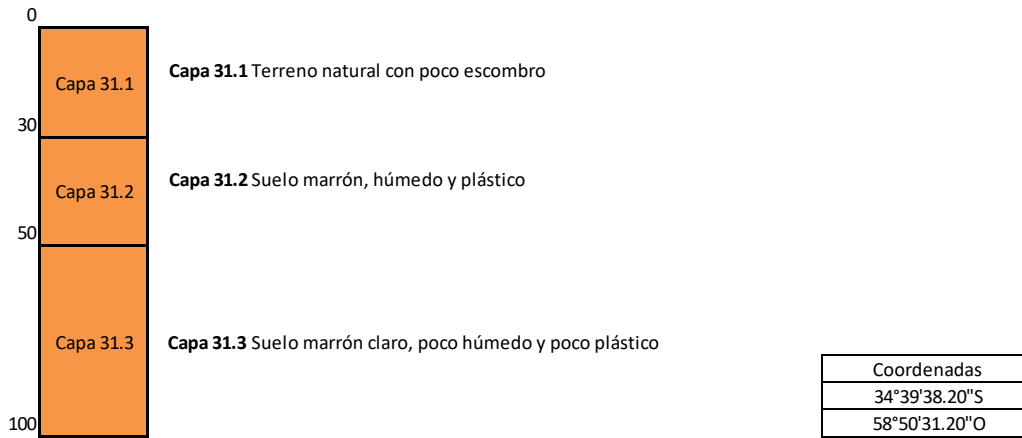 0
Capa 31.1
Capa 31.1 Terreno natural con poco escombro
30
Capa 31.2
Capa 31.2 Suelo marrón, húmedo y plástico
50
Capa 31.3
Capa 31.3 Suelo marrón claro, poco húmedo y poco plástico
100
Coordenadas
34°39'38.20"S
58°50'31.20"O